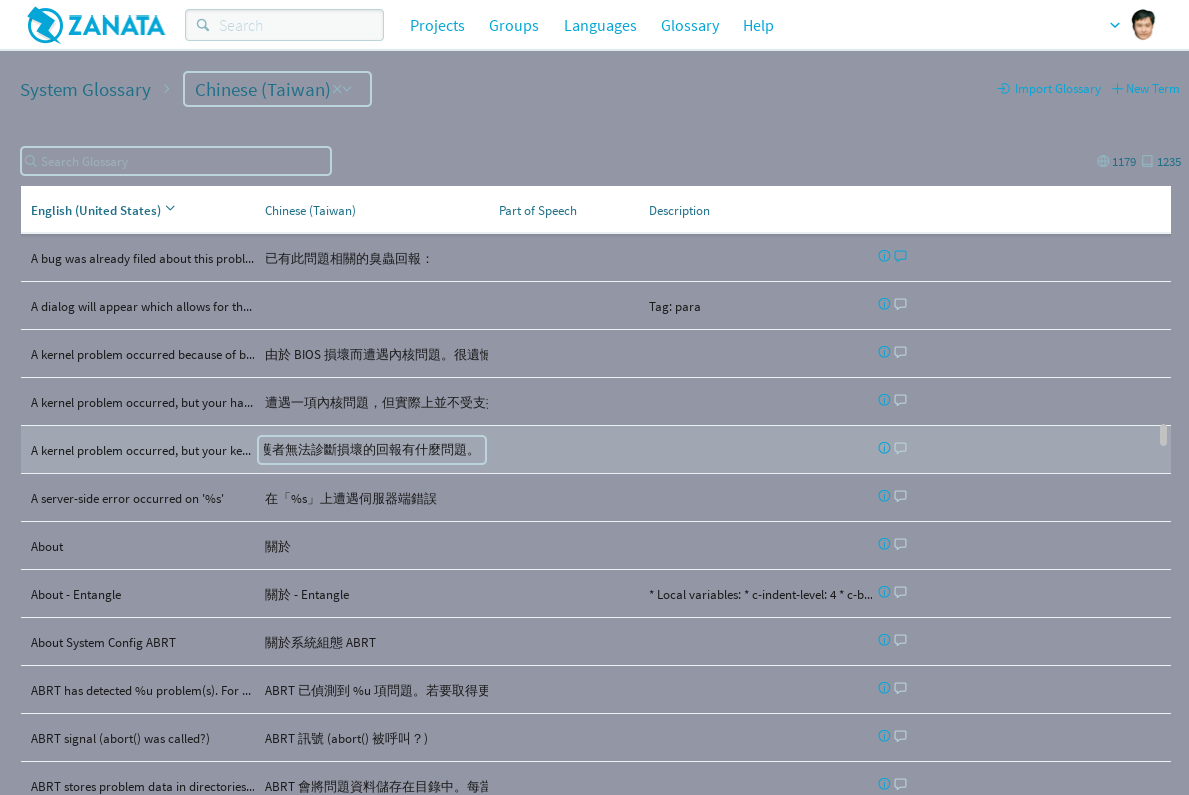 ZANATA
Search
Projects Groups Languages Glossary Help
System Glossary Chinese (Taiwan)
Import Glossary New Term
Search Glossary
1179 1235
English (United States) Chinese (Taiwan) Part of Speech Description
A bug was already filed about this probl... 已有此問題相關的臭蟲回報：
A dialog will appear which allows for th... Tag: para
A kernel problem occurred because of b... 由於 BIOS 損壞而遭遇內核問題。很遺憾
A kernel problem occurred, but your ha... 遭遇一項內核問題，但實際上並不受支
A kernel problem occurred, but your ke... 者無法診斷損壞的回報有什麼問題。
A server-side error occurred on '%s' 在「%s」上遭遇伺服器端錯誤
About 關於
About - Entangle 關於 - Entangle * Local variables: * c-indent-level: 4 * c-b...
About System Config ABRT 關於系統組態 ABRT
ABRT has detected %u problem(s). For ... ABRT 已偵測到 %u 項問題。若要取得更
ABRT signal (abort() was called?) ABRT 訊號 (abort() 被呼叫？)
ABRT stores problem data in directories... ABRT 會將問題資料儲存在目錄中。每當